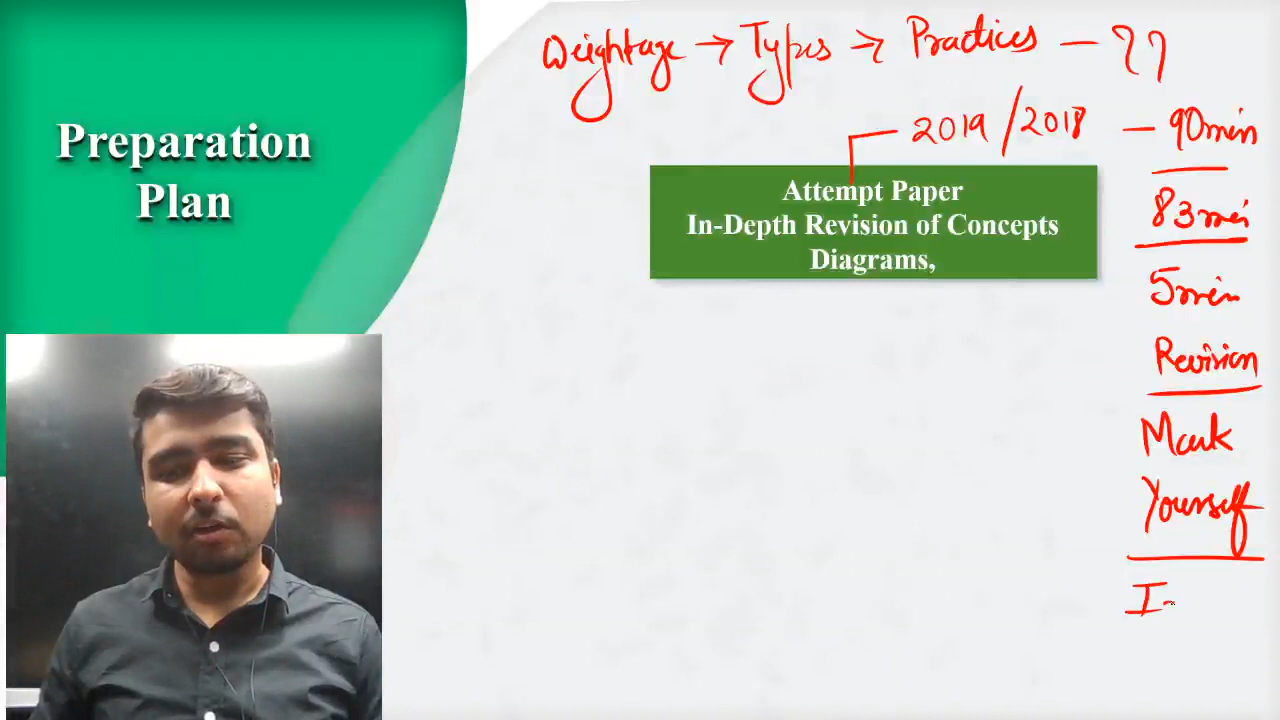 Preparation
Plan
Weightage → Types → Practices — ??
2019 / 2018 — 90min
Attempt Paper
In-Depth Revision of Concepts
Diagrams,
83min
5min
Revision
Mark
Yourself
I